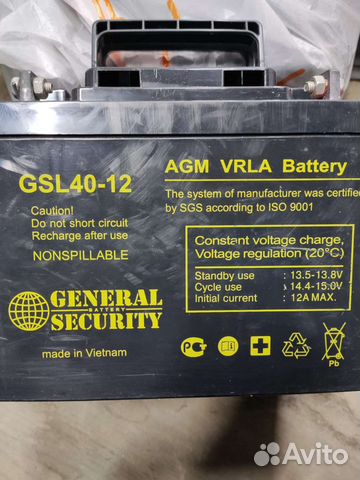 GSL40-12
Caution!
Do not short circuit
Recharge after use
NONSPILLABLE
GENERAL
BATTERY
SECURITY
made in Vietnam
AGM VRLA Battery
The system of manufacturer was certified
by SGS according to ISO 9001
Constant voltage charge,
Voltage regulation (20°C)
Standby use : 13.5-13.8V
Cycle use : 14.4-15.0V
Initial current : 12A MAX.
Pb
Avito